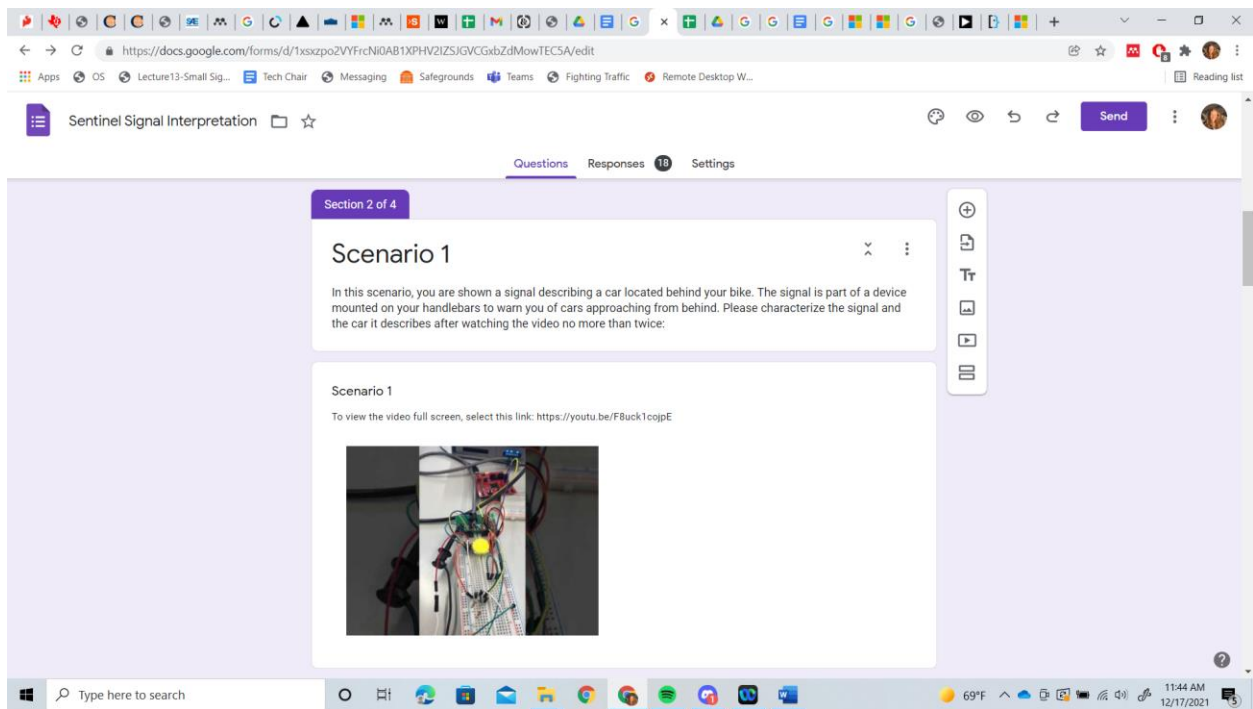 https://docs.google.com/forms/d/1xsxzpo2VYFrcNi0AB1XPHV2IZSJGVCGxbZdMowTEC5A/edit
Apps OS Lecture13-Small Sig... Tech Chair Messaging Safegrounds Teams Fighting Traffic Remote Desktop W... Reading list
Sentinel Signal Interpretation Send
Questions Responses 18 Settings
Section 2 of 4
Scenario 1
In this scenario, you are shown a signal describing a car located behind your bike. The signal is part of a device
mounted on your handlebars to warn you of cars approaching from behind. Please characterize the signal and
the car it describes after watching the video no more than twice:
Scenario 1
To view the video full screen, select this link: https://youtu.be/F8uck1cojpE
Type here to search 69°F 11:44 AM
12/17/2021